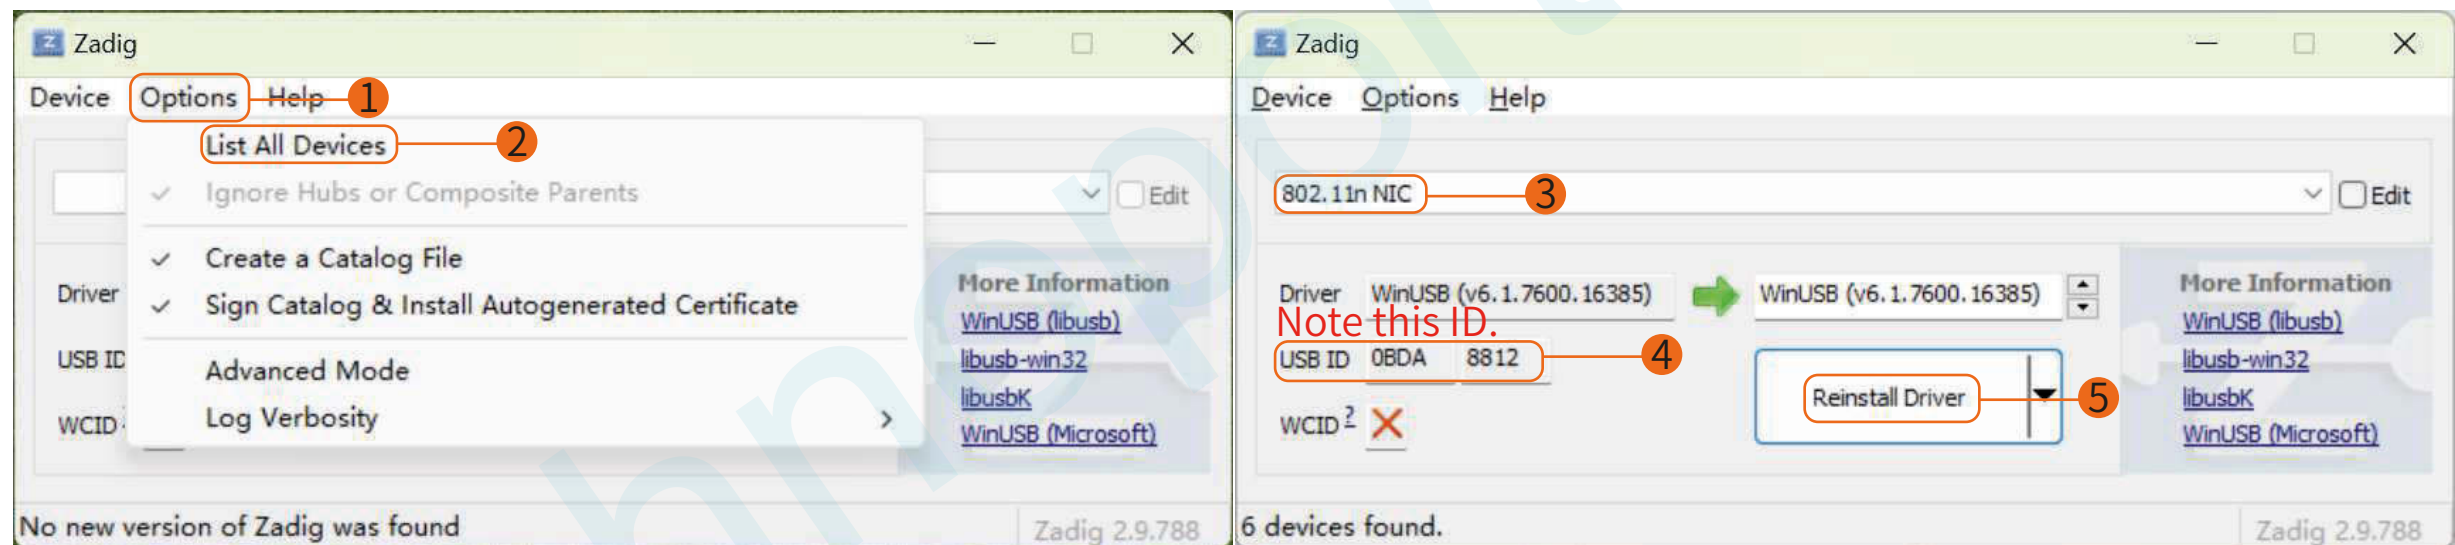 Zadig
Device Options Help 1
List All Devices 2
Ignore Hubs or Composite Parents
Edit
Create a Catalog File
Sign Catalog & Install Autogenerated Certificate
Driver
USB ID
Advanced Mode
Log Verbosity
WCID
More Information
WinUSB (libusb)
libusb-win32
libusbK
WinUSB (Microsoft)
No new version of Zadig was found
Zadig 2.9.788
Zadig
Device Options Help
802.11n NIC 3
Edit
Driver WinUSB (v6.1.7600.16385) WinUSB (v6.1.7600.16385)
Note this ID.
USB ID 0BDA 8812 4
Reinstall Driver 5
WCID ?
More Information
WinUSB (libusb)
libusb-win32
libusbK
WinUSB (Microsoft)
6 devices found.
Zadig 2.9.788